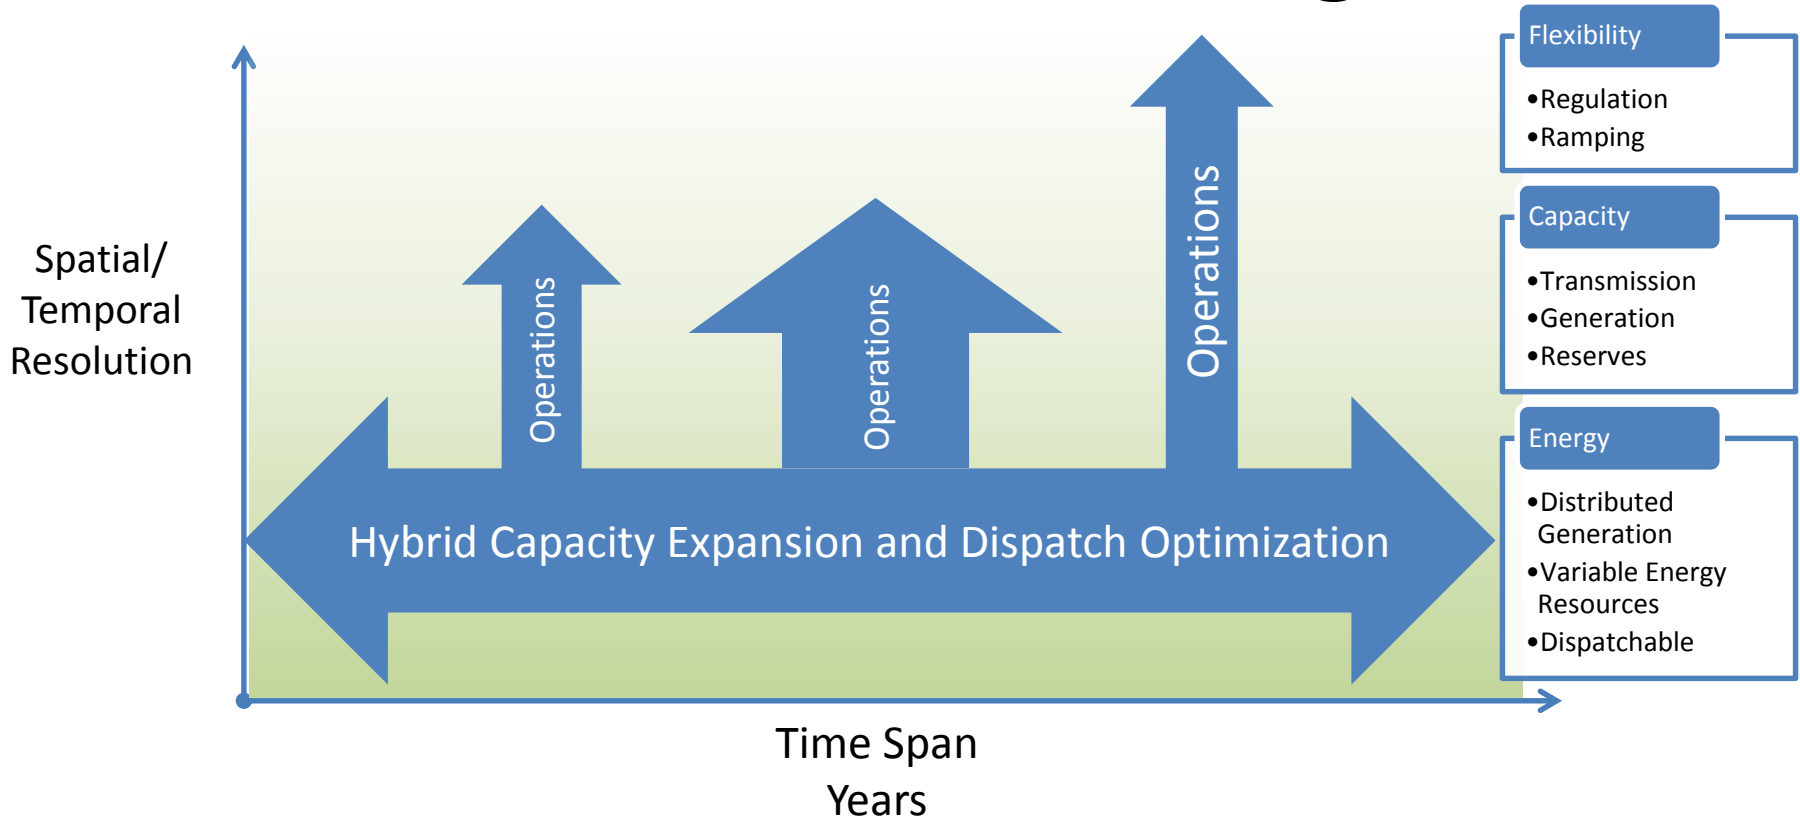 Flexibility
•Regulation
•Ramping
Capacity
•Transmission
•Generation
•Reserves
Energy
•Distributed
Generation
•Variable Energy
Resources
•Dispatchable
Spatial/
Temporal
Resolution
Operations
Operations
Operations
Hybrid Capacity Expansion and Dispatch Optimization
Time Span
Years